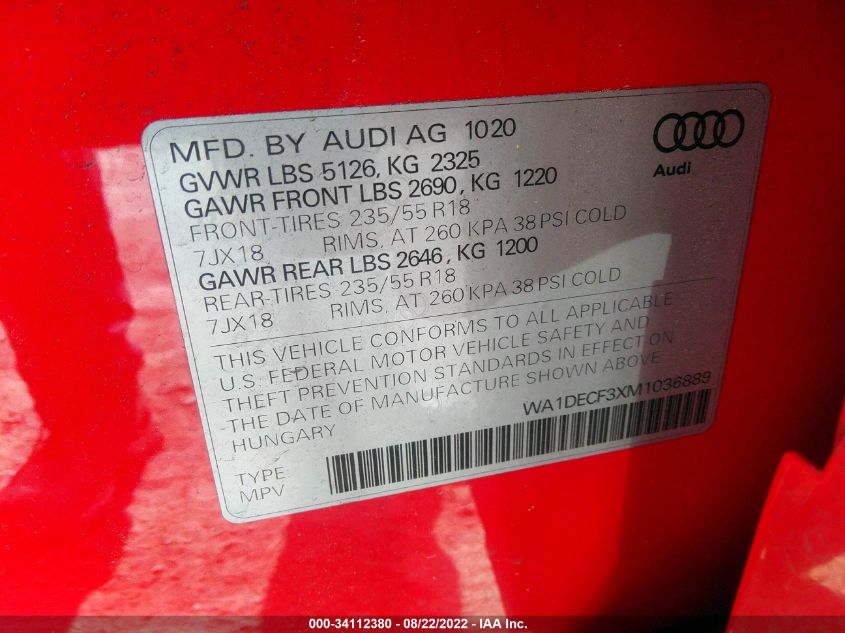 MFD. BY AUDI AG 1020
GVWR LBS 5126, KG 2325
GAWR FRONT LBS 2690, KG 1220
FRONT-TIRES 235/55 R18
7JX18 RIMS, AT 260 KPA 38 PSI COLD
GAWR REAR LBS 2646, KG 1200
REAR-TIRES 235/55 R18
7JX18 RIMS, AT 260 KPA 38 PSI COLD
Audi
THIS VEHICLE CONFORMS TO ALL APPLICABLE
U.S. FEDERAL MOTOR VEHICLE SAFETY AND
THEFT PREVENTION STANDARDS IN EFFECT ON
THE DATE OF MANUFACTURE SHOWN ABOVE
HUNGARY
WA1DECF3XM1036889
TYPE
MPV
000-34112380 - 08/22/2022 - IAA Inc.